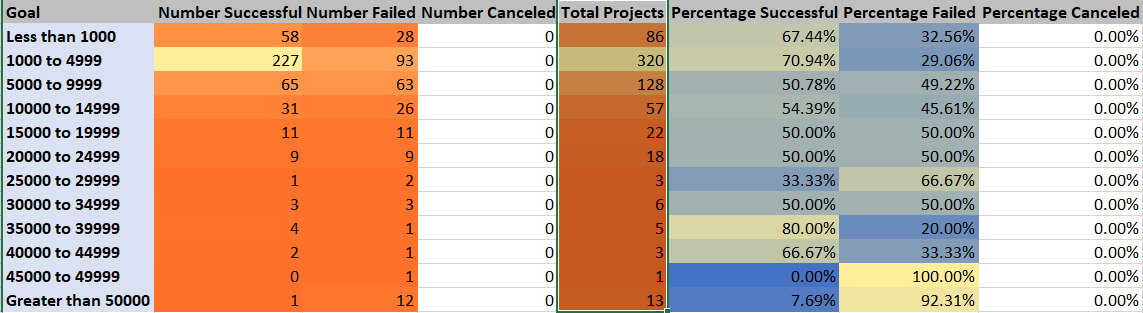 Goal Number Successful Number Failed Number Canceled Total Projects Percentage Successful Percentage Failed Percentage Canceled
Less than 1000 58 28 0 86 67.44% 32.56% 0.00%
1000 to 4999 227 93 0 320 70.94% 29.06% 0.00%
5000 to 9999 65 63 0 128 50.78% 49.22% 0.00%
10000 to 14999 31 26 0 57 54.39% 45.61% 0.00%
15000 to 19999 11 11 0 22 50.00% 50.00% 0.00%
20000 to 24999 9 9 0 18 50.00% 50.00% 0.00%
25000 to 29999 1 2 0 3 33.33% 66.67% 0.00%
30000 to 34999 3 3 0 6 50.00% 50.00% 0.00%
35000 to 39999 4 1 0 5 80.00% 20.00% 0.00%
40000 to 44999 2 1 0 3 66.67% 33.33% 0.00%
45000 to 49999 0 1 0 1 0.00% 100.00% 0.00%
Greater than 50000 1 12 0 13 7.69% 92.31% 0.00%